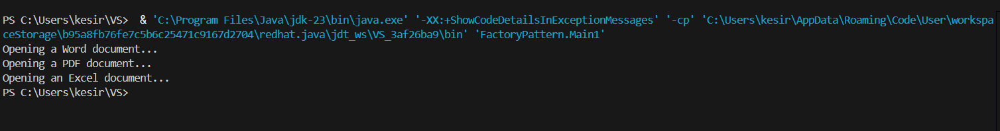 PS C:\Users\kesir\VS>  & 'C:\Program Files\Java\jdk-23\bin\java.exe' '-XX:+ShowCodeDetailsInExceptionMessages' '-cp' 'C:\Users\kesir\AppData\Roaming\Code\User\workspa
ceStorage\b95a8fb76fe7c5b6c25471c9167d2704\redhat.java\jdt_ws\VS_3af26ba9\bin' 'FactoryPattern.Main1'
Opening a Word document...
Opening a PDF document...
Opening an Excel document...
PS C:\Users\kesir\VS>